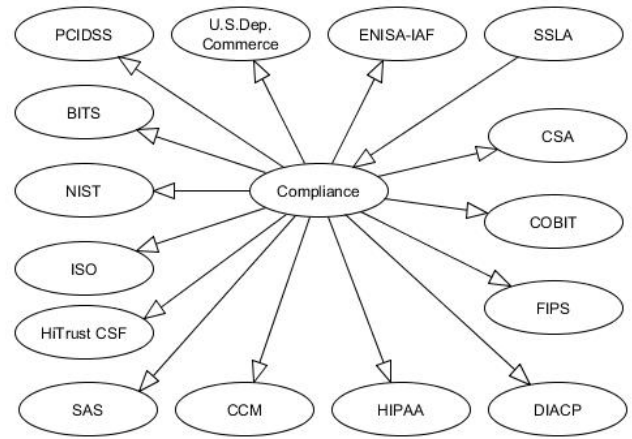 PCIDSS
U.S.Dep.
Commerce
ENISA-IAF
SSLA
BITS
CSA
NIST
Compliance
COBIT
ISO
FIPS
HiTrust CSF
SAS
CCM
HIPAA
DIACP